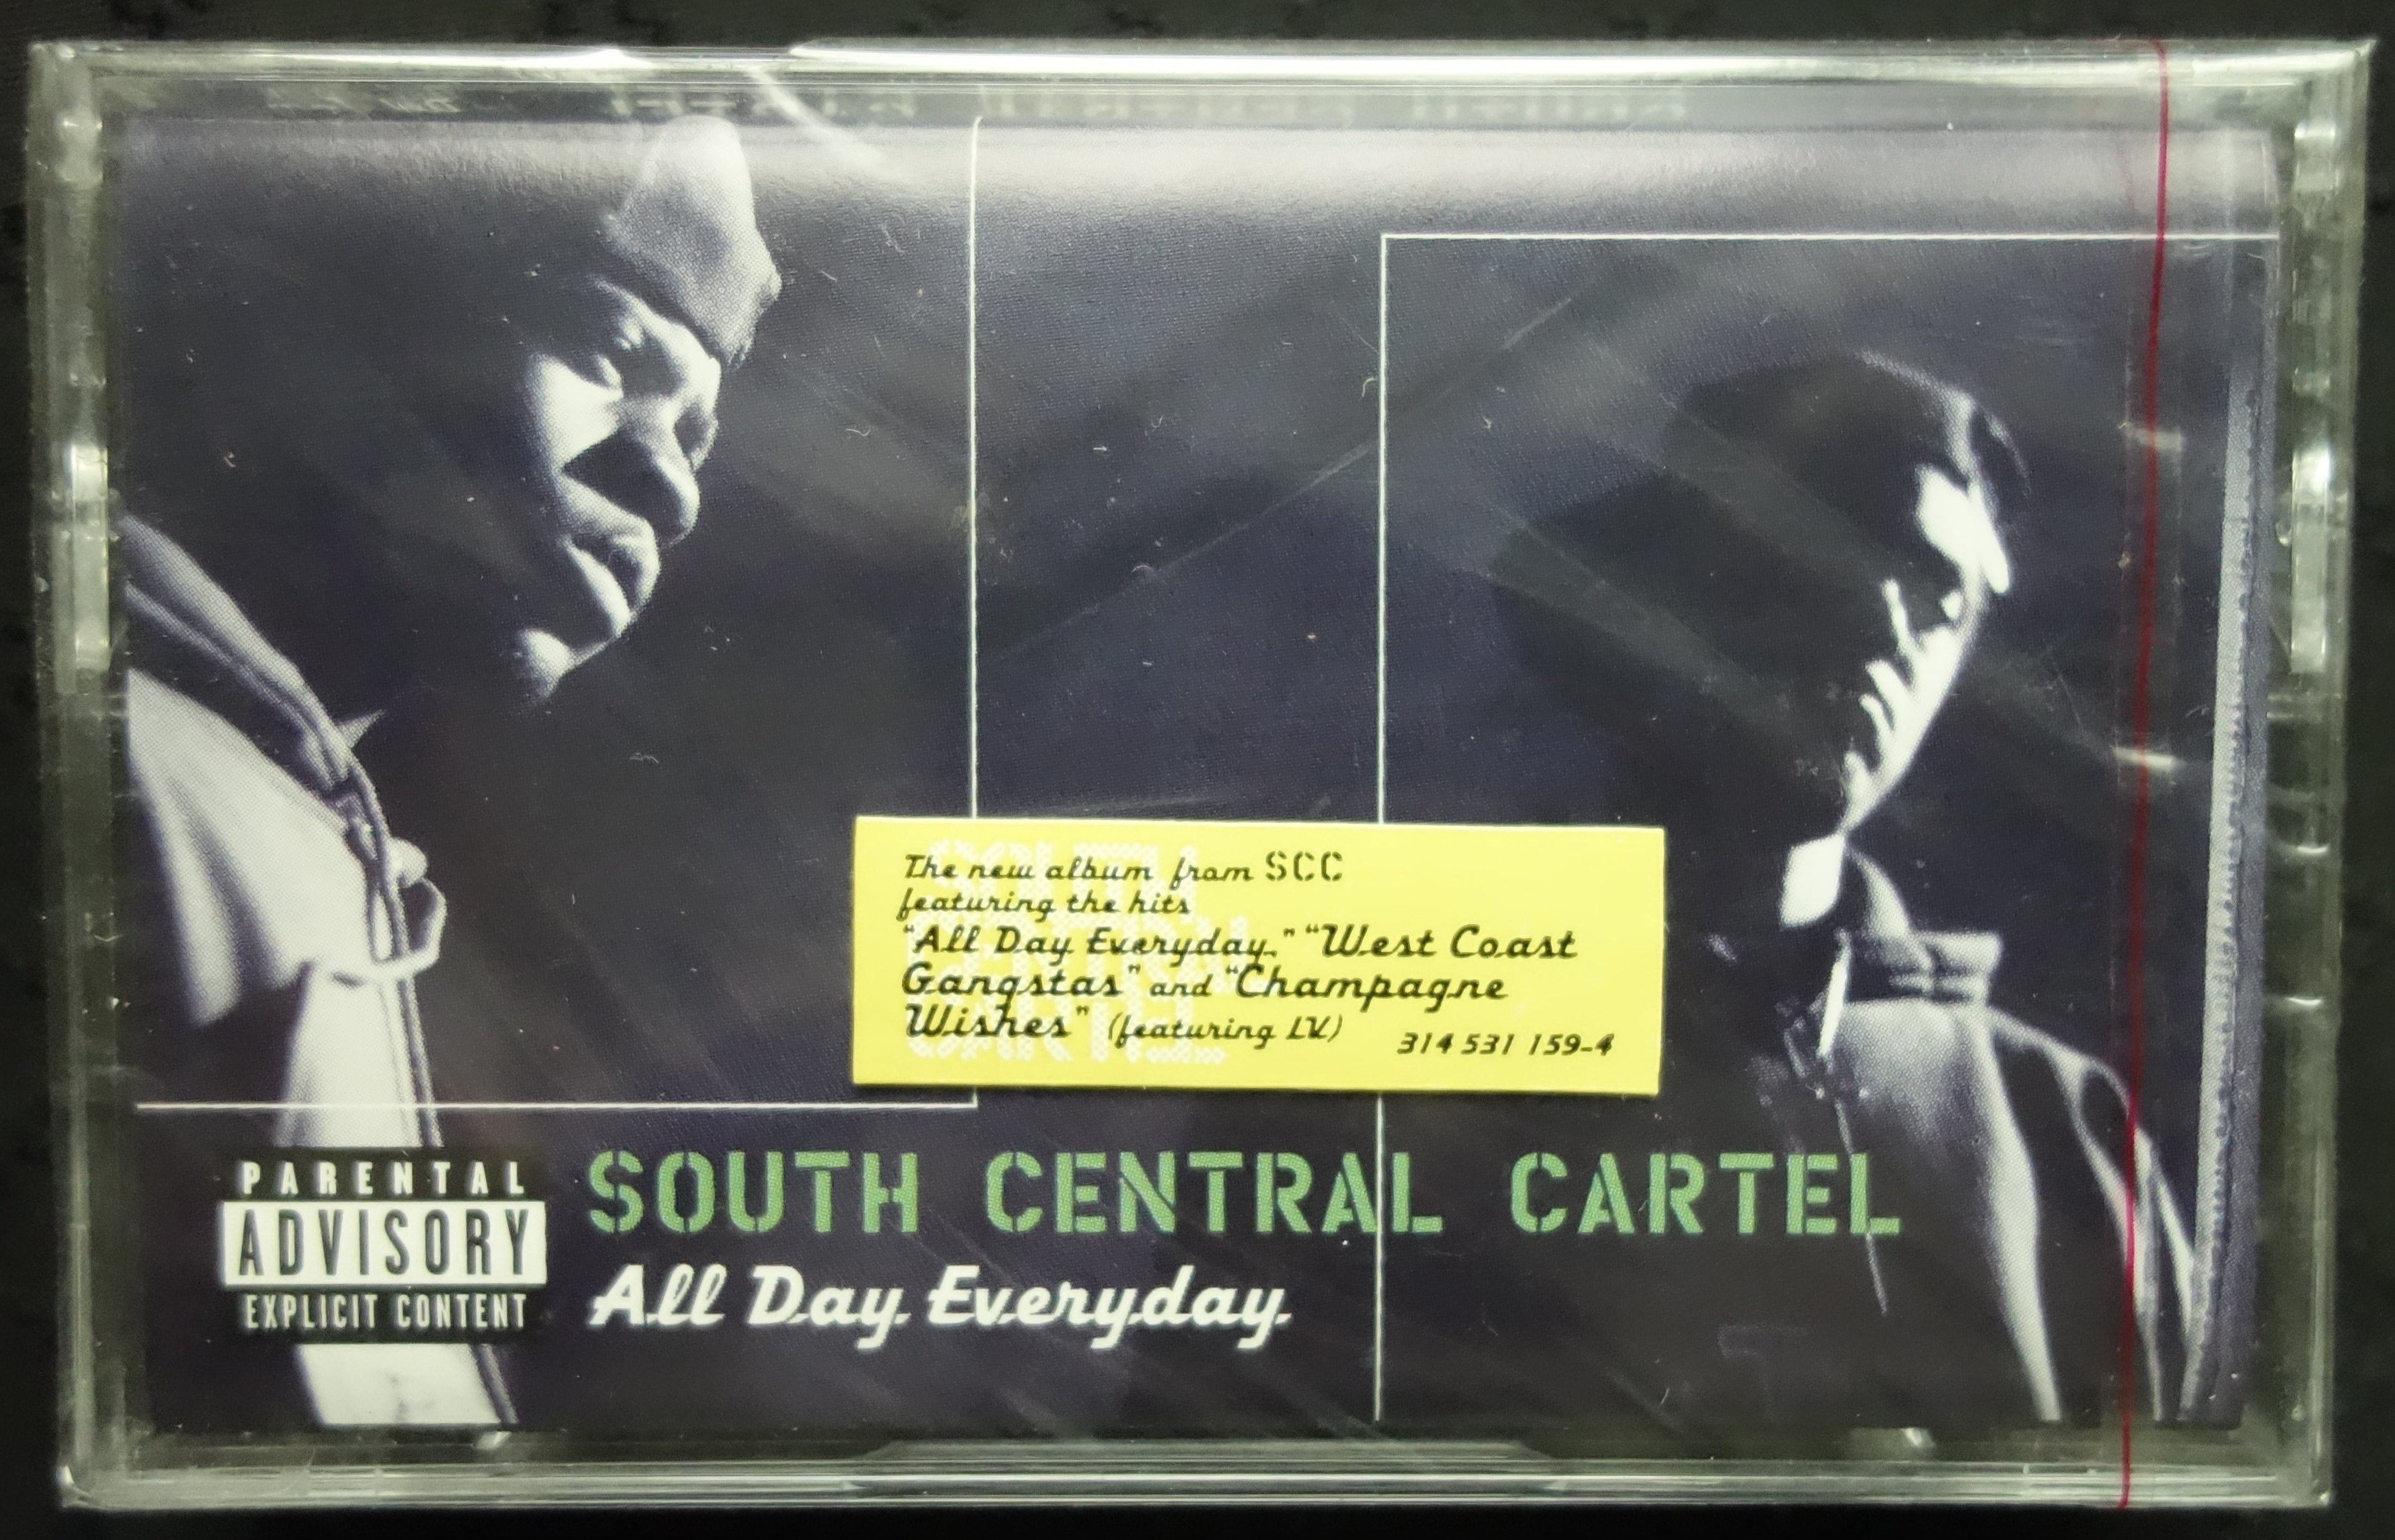 The new album from SCC
featuring the hits
"All Day Everyday." "West Coast
Gangstas" and "Champagne
Wishes" (featuring LV)
314 531 159-4
PARENTAL
ADVISORY
EXPLICIT CONTENT
SOUTH CENTRAL CARTEL
All Day Everyday